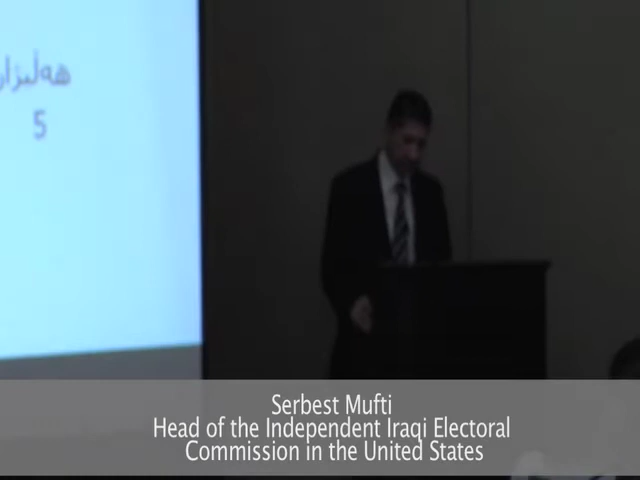 5
Serbest Mufti
Head of the Independent Iraqi Electoral
Commission in the United States